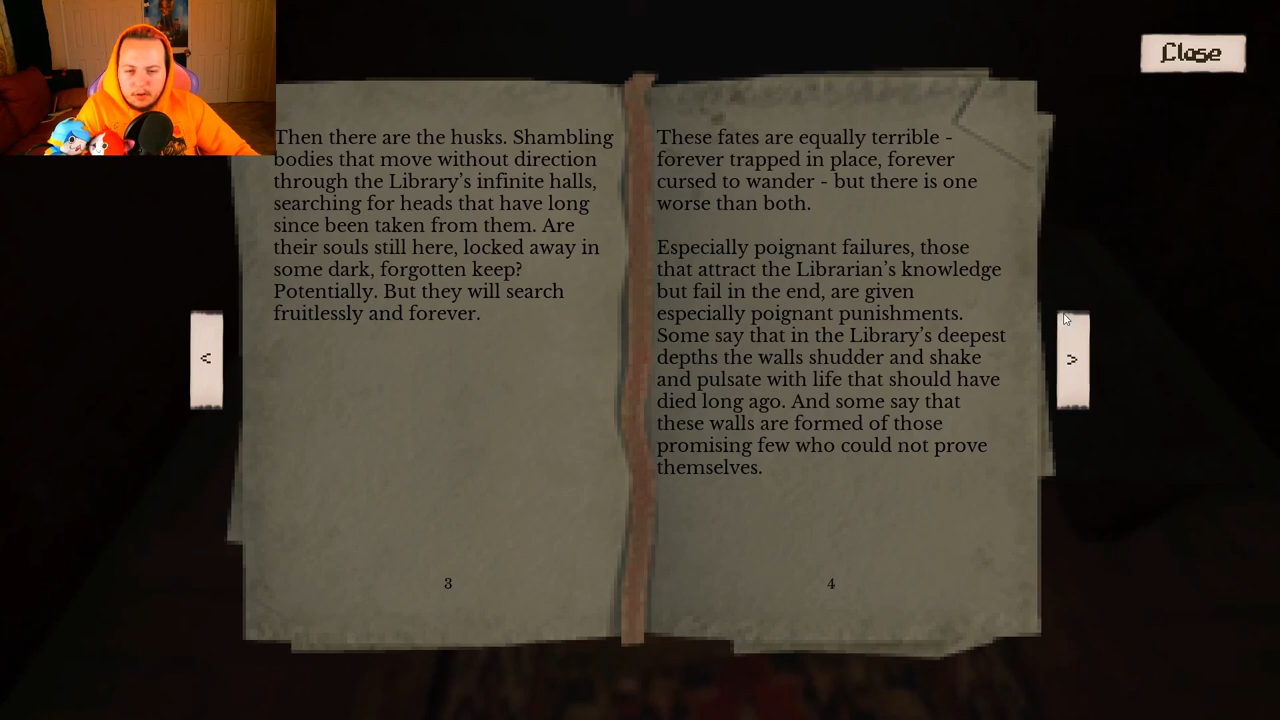 Close
Then there are the husks. Shambling
bodies that move without direction
through the Library's infinite halls,
searching for heads that have long
since been taken from them. Are
their souls still here, locked away in
some dark, forgotten keep?
Potentially. But they will search
fruitlessly and forever.
3
These fates are equally terrible -
forever trapped in place, forever
cursed to wander - but there is one
worse than both.
Especially poignant failures, those
that attract the Librarian's knowledge
but fail in the end, are given
especially poignant punishments.
Some say that in the Library's deepest
depths the walls shudder and shake
and pulsate with life that should have
died long ago. And some say that
these walls are formed of those
promising few who could not prove
themselves.
4
<
>